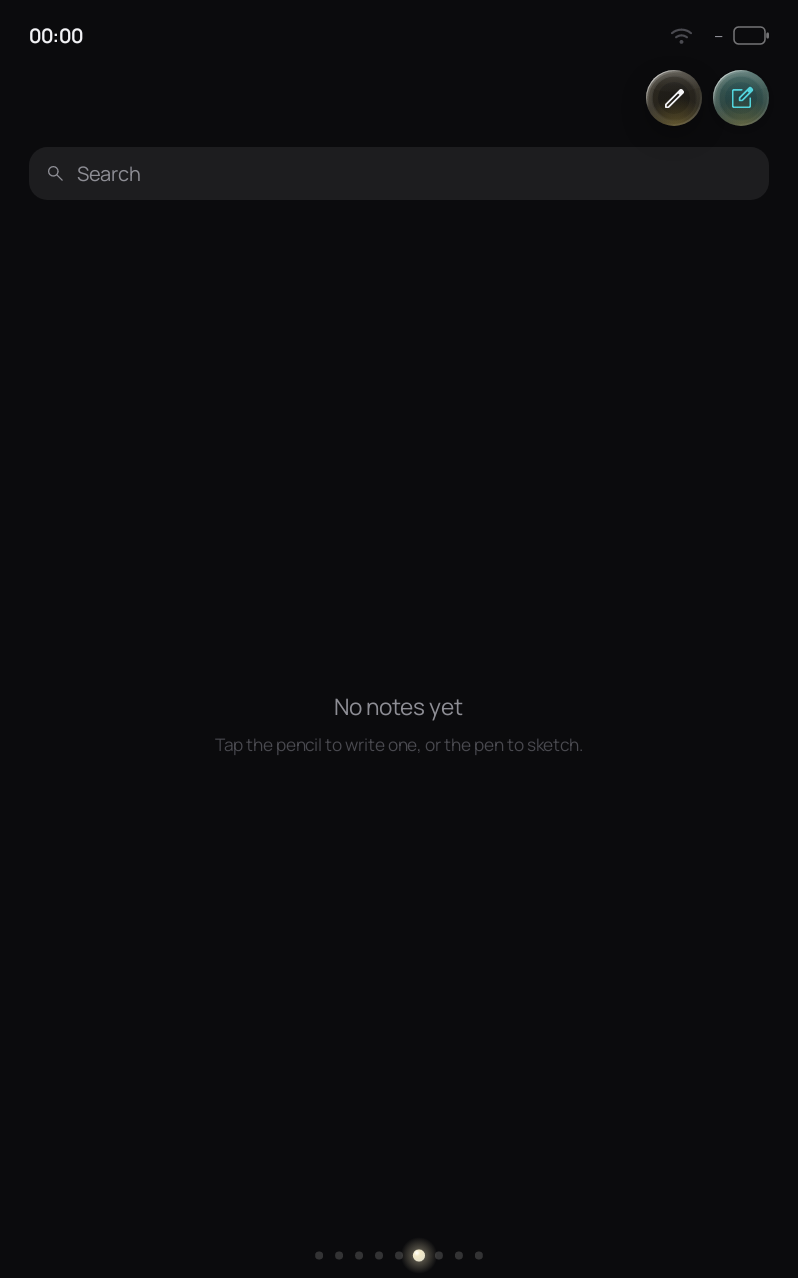 00:00
–
Search
No notes yet
Tap the pencil to write one, or the pen to sketch.